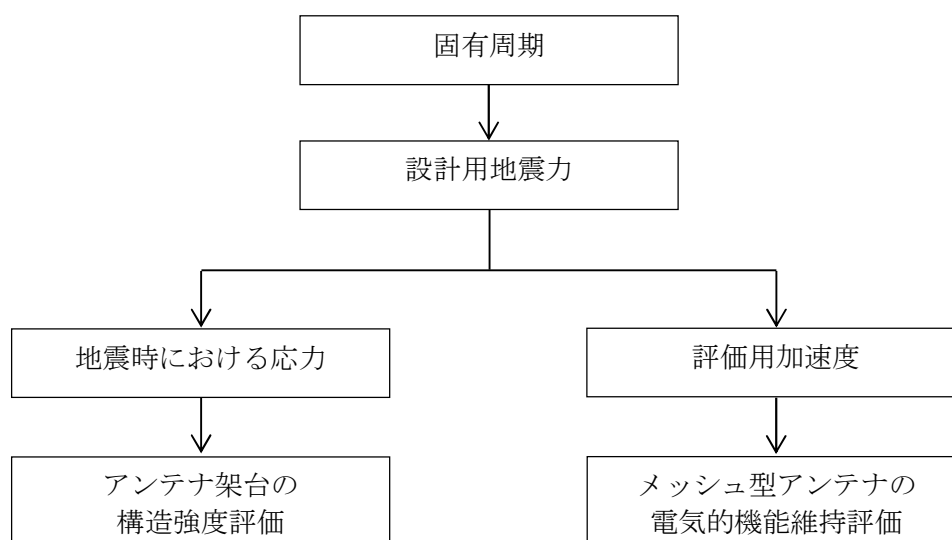 固有周期
設計用地震力
地震時における応力
評価用加速度
アンテナ架台の
構造強度評価
メッシュ型アンテナの
電気的機能維持評価